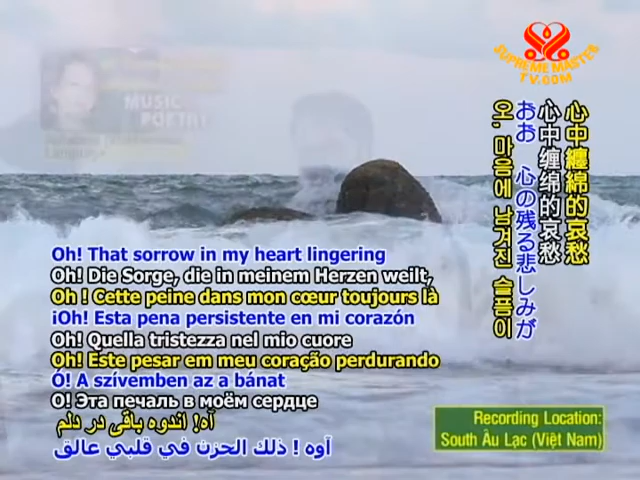 SUPREME MASTER
TV.COM
MUSIC
POETRY
心中纏綿的哀愁
心中缠绵的哀愁
おお 心の残る悲しみが
오, 마음에 남겨진 슬픔이
Oh! That sorrow in my heart lingering
Oh! Die Sorge, die in meinem Herzen weilt,
Oh ! Cette peine dans mon cœur toujours là
¡Oh! Esta pena persistente en mi corazón
Oh! Quella tristezza nel mio cuore
Oh! Este pesar em meu coração perdurando
Ó! A szívemben az a bánat
О! Эта печаль в моём сердце
آه! اندوه باقی در دلم
آوه ! ذلك الحزن في قلبي عالق
Recording Location:
South Âu Lạc (Việt Nam)